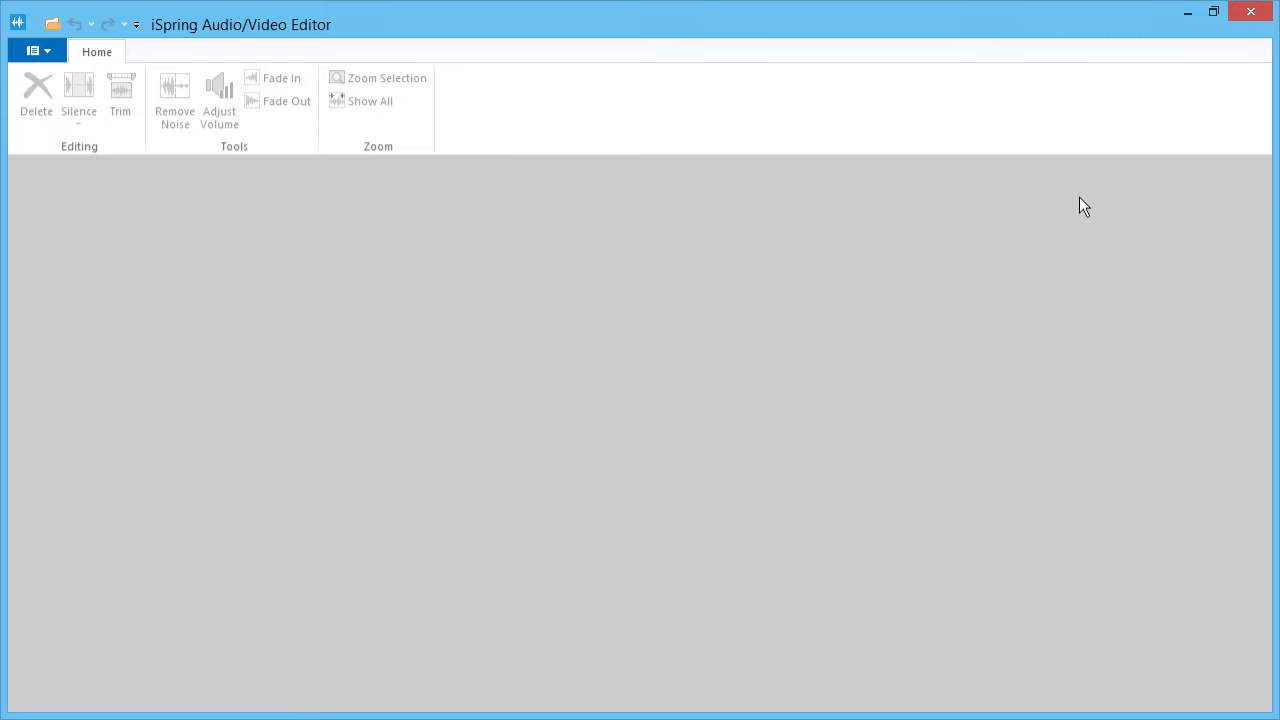 iSpring Audio/Video Editor
Home
Delete
Silence
Trim
Editing
Remove
Noise
Adjust
Volume
Fade In
Fade Out
Tools
Zoom Selection
Show All
Zoom